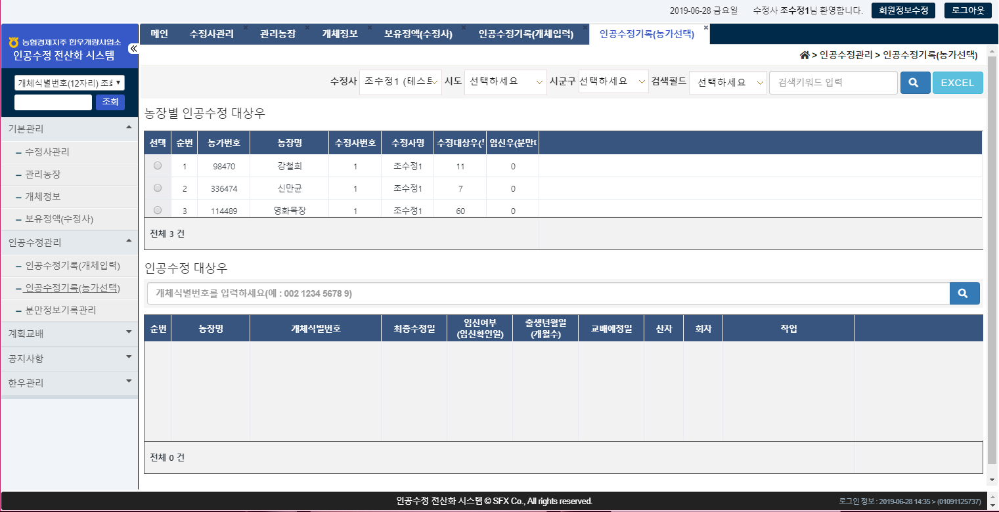 2019-06-28 금요일 수정사 조수정1님 환영합니다. 회원정보수정 로그아웃
농협경제지주 한우개량사업소
인공수정 전산화 시스템
메인 수정사관리 관리농장 개체정보 보유정액(수정사) 인공수정기록(개체입력) 인공수정기록(농가선택)
> 인공수정관리 > 인공수정기록(농가선택)
개체식별번호(12자리) 조회
조회
기본관리
– 수정사관리
– 관리농장
– 개체정보
– 보유정액(수정사)
인공수정관리
– 인공수정기록(개체입력)
– 인공수정기록(농가선택)
– 분만정보기록관리
계획교배
공지사항
한우관리
수정사 조수정1 (테스트 시도 선택하세요 시군구 선택하세요 검색필드 선택하세요 검색키워드 입력 EXCEL
농장별 인공수정 대상우
선택 순번 농가번호 농장명 수정사번호 수정사명 수정대상우( 임신우(분만
1 98470 강철희 1 조수정1 11 0
2 336474 신만균 1 조수정1 7 0
3 114489 영화목장 1 조수정1 60 0
전체 3 건
인공수정 대상우
개체식별번호를 입력하세요(예 : 002 1234 5678 9)
순번 농장명 개체식별번호 최종수정일 임신여부 출생년월일 교배예정일 산차 회차 작업
(임신확인일) (개월수)
전체 0 건
인공수정 전산화 시스템 © SFX Co., All rights reserved.
로그인 정보 : 2019-06-28 14:35 > (01091125737)